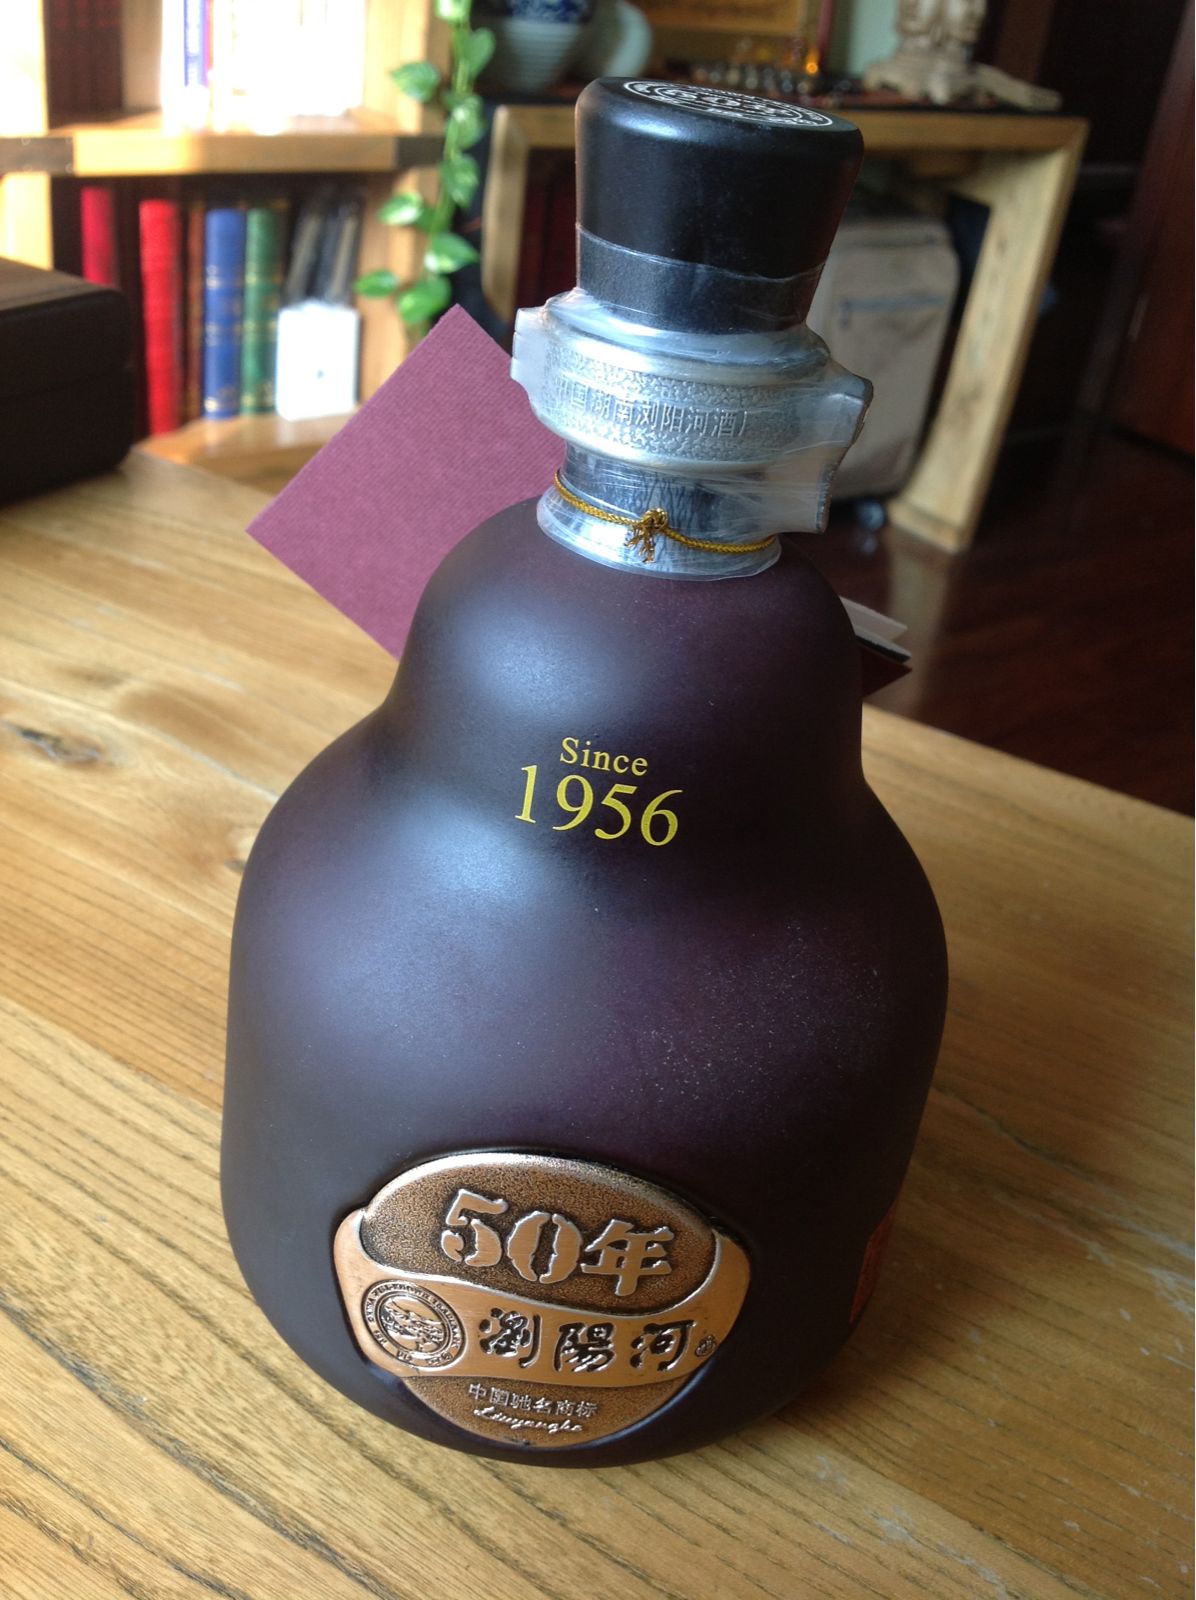 中国湖南浏阳河酒厂
Since
1956
50年
瀏陽河
中国驰名商标
Liuyanghe